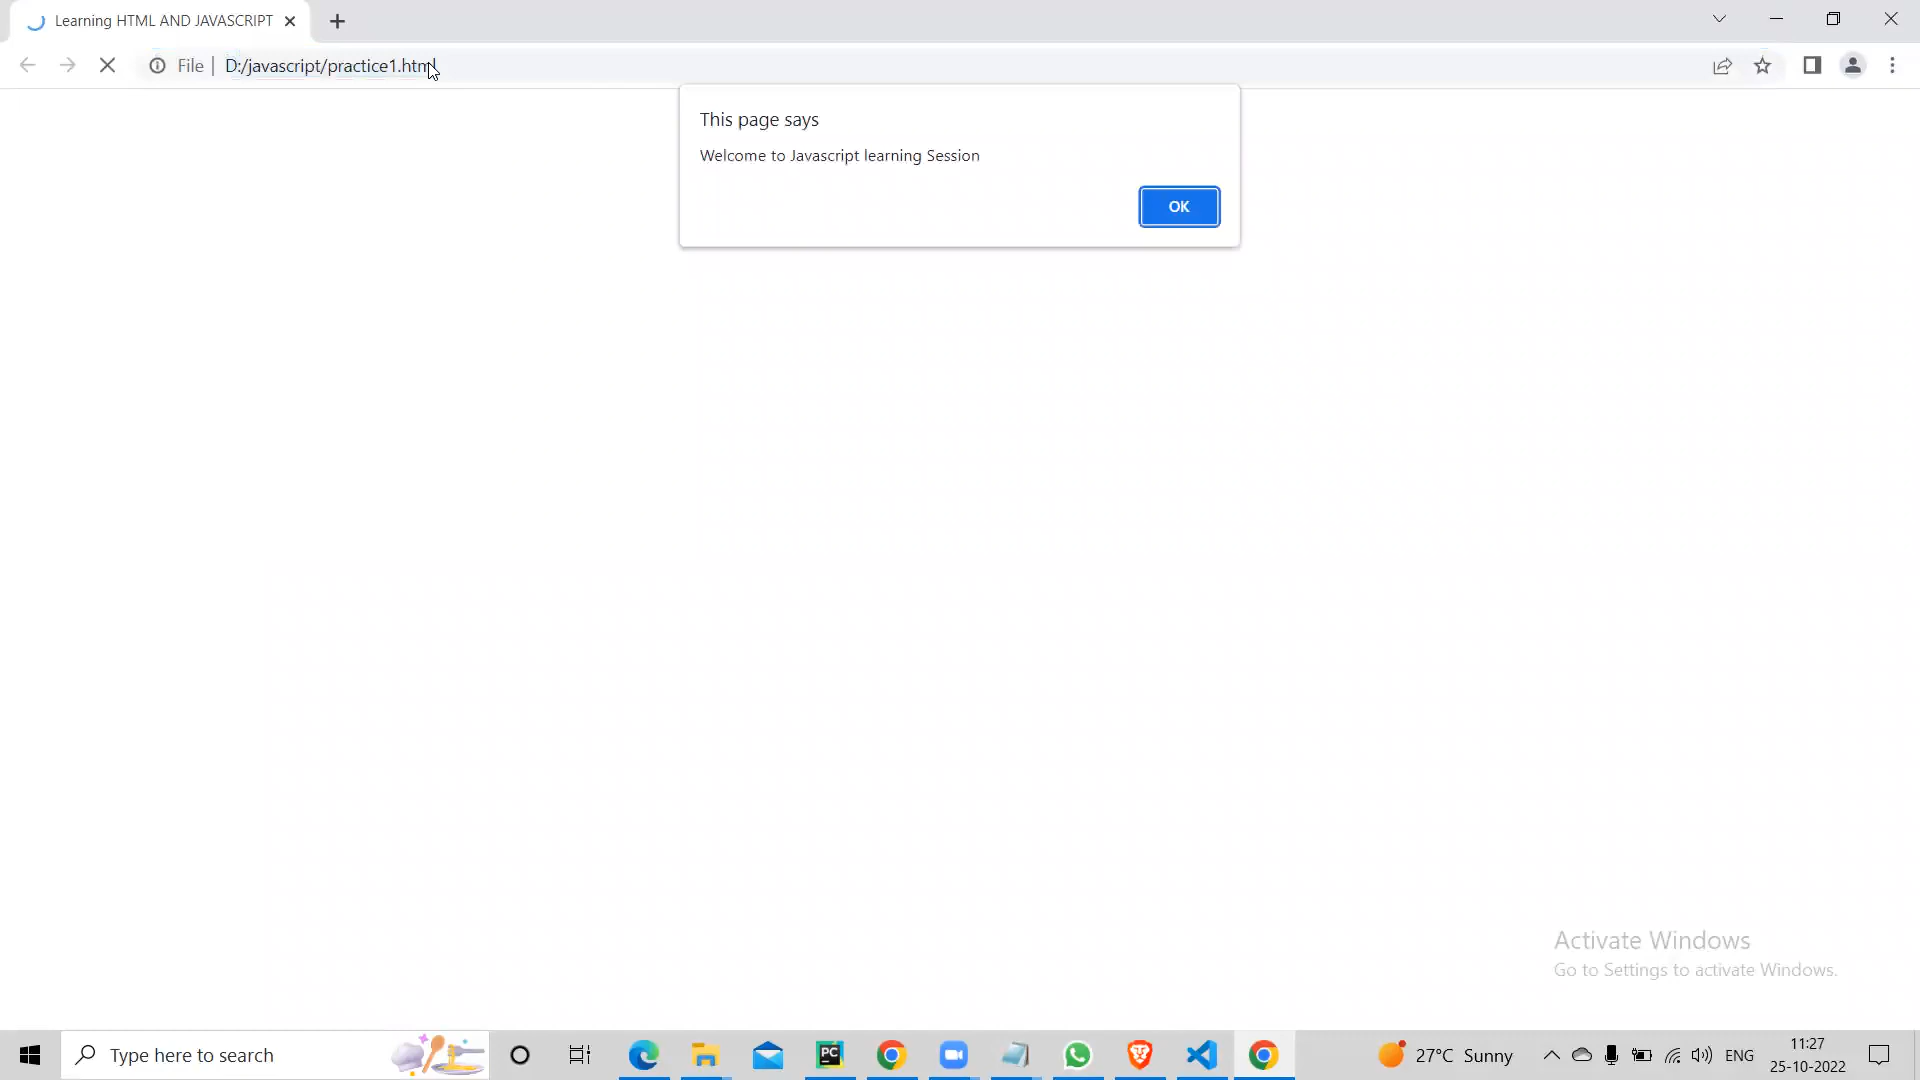 Learning HTML AND JAVASCRIPT
File | D:/javascript/practice1.html
This page says
Welcome to Javascript learning Session
OK
Activate Windows
Go to Settings to activate Windows.
Type here to search
PC
27°C Sunny
ENG
11:27
25-10-2022